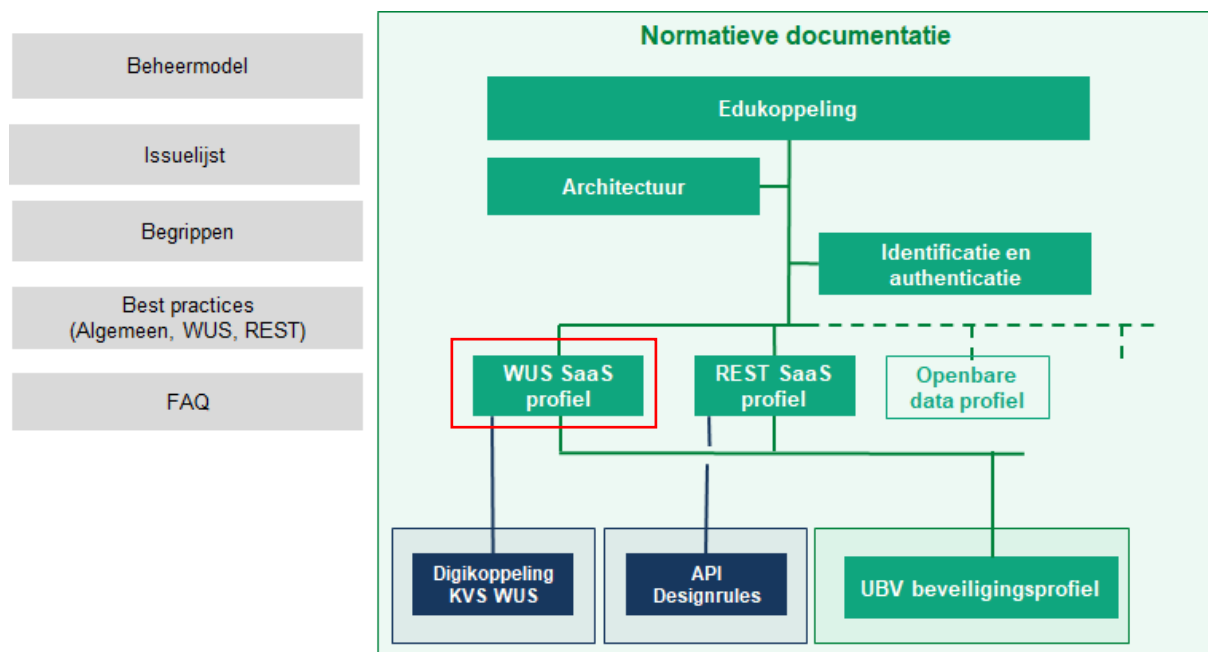 Beheermodel
Issuelijst
Begrippen
Best practices
(Algemeen, WUS, REST)
FAQ
Normatieve documentatie
Edukoppeling
Architectuur
Identificatie en
authenticatie
WUS SaaS
profiel
REST SaaS
profiel
Openbare
data profiel
Digikoppeling
KVS WUS
API
Designrules
UBV beveiligingsprofiel